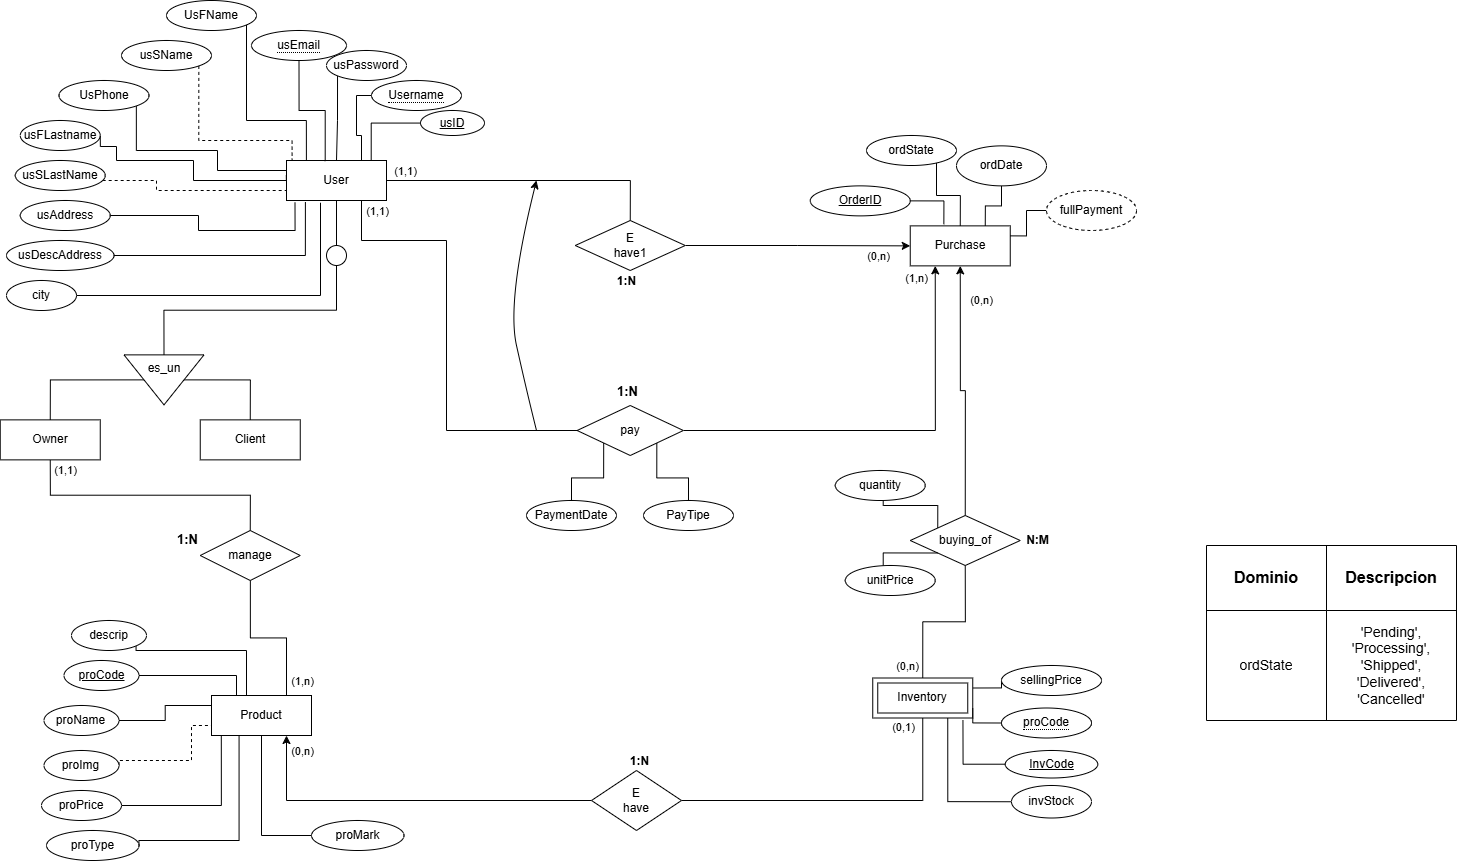 UsFName
usEmail
usSName
usPassword
UsPhone
Username
usID
usFLastname
usSLastName
User
(1,1)
(1,1)
usAddress
usDescAddress
city
ordState
ordDate
OrderID
fullPayment
Purchase
E
have1
(0,n)
1:N
(1,n)
(0,n)
es_un
Owner
Client
(1,1)
1:N
pay
PaymentDate
PayTipe
quantity
buying_of
N:M
unitPrice
1:N
manage
Dominio
Descripcion
ordState
'Pending',
'Processing',
'Shipped',
'Delivered',
'Cancelled'
descrip
proCode
(1,n)
proName
Product
(0,n)
proImg
proPrice
proType
proMark
1:N
E
have
(0,n)
Inventory
(0,1)
sellingPrice
proCode
InvCode
invStock